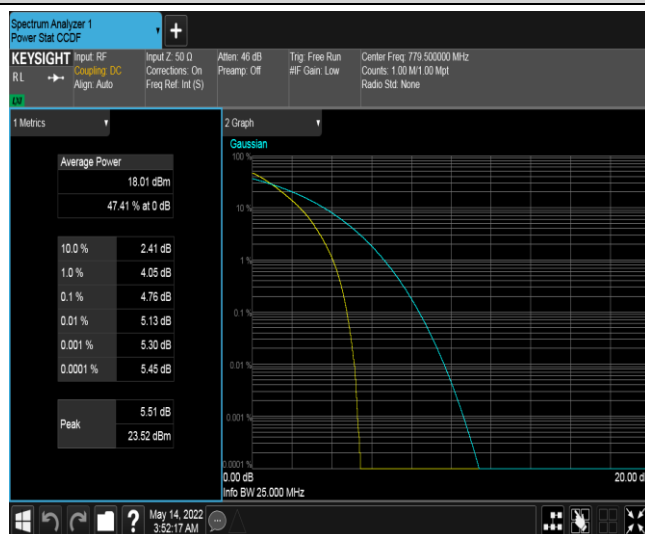 Spectrum Analyzer 1
Power Stat CCDF
+
KEYSIGHT
RL
LXI
Input: RF
Coupling: DC
Align: Auto
Input Z: 50 Ω
Corrections: On
Freq Ref: Int (S)
Atten: 46 dB
Preamp: Off
Trig: Free Run
#IF Gain: Low
Center Freq: 779.500000 MHz
Counts: 1.00 M/1.00 Mpt
Radio Std: None
1 Metrics
Average Power
18.01 dBm
47.41 % at 0 dB
10.0 % 2.41 dB
1.0 % 4.05 dB
0.1 % 4.76 dB
0.01 % 5.13 dB
0.001 % 5.30 dB
0.0001 % 5.45 dB
Peak
5.51 dB
23.52 dBm
2 Graph
Gaussian
100 %
10 %
1 %
0.1 %
0.01 %
0.001 %
0.0001 %
0.00 dB 20.00 d
Info BW 25.000 MHz
?
May 14, 2022
3:52:17 AM